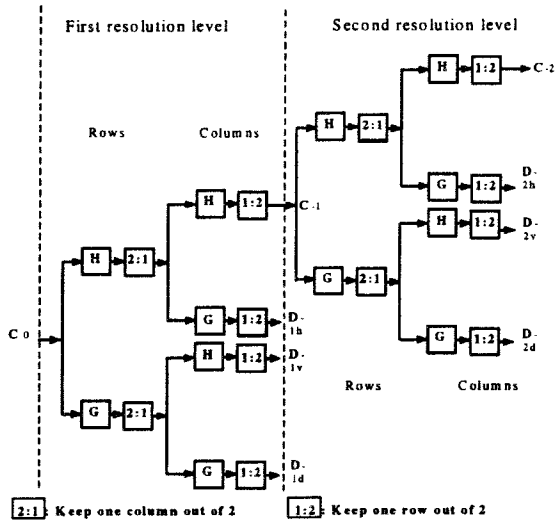 First resolution level
Second resolution level
H
1:2
C-2
Rows
Columns
H
2:1
G
1:2
D-
2h
H
1:2
C-1
H
1:2
D-
2v
H
2:1
G
2:1
G
1:2
D-
1h
C0
G
1:2
D-
2d
H
1:2
D-
1v
Rows
Columns
G
2:1
G
1:2
D-
1d
2:1: Keep one column out of 2
1:2: Keep one row out of 2